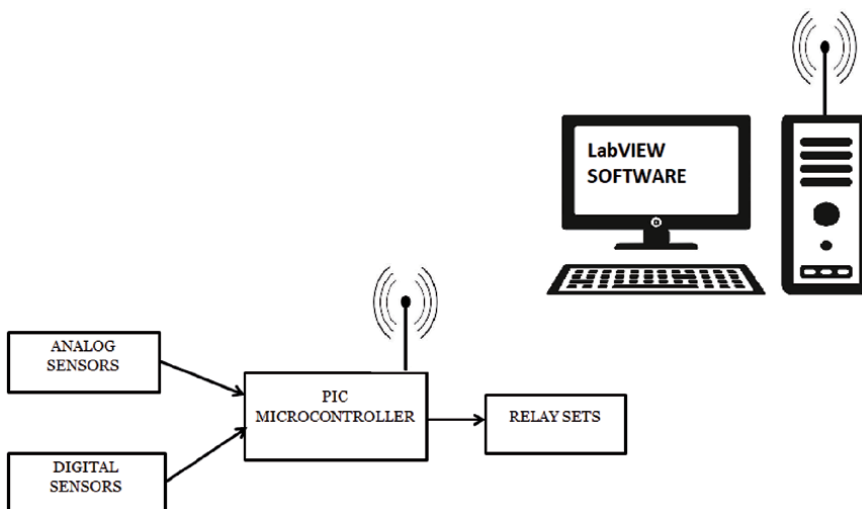 LabVIEW
SOFTWARE
ANALOG
SENSORS
PIC
MICROCONTROLLER
RELAY SETS
DIGITAL
SENSORS